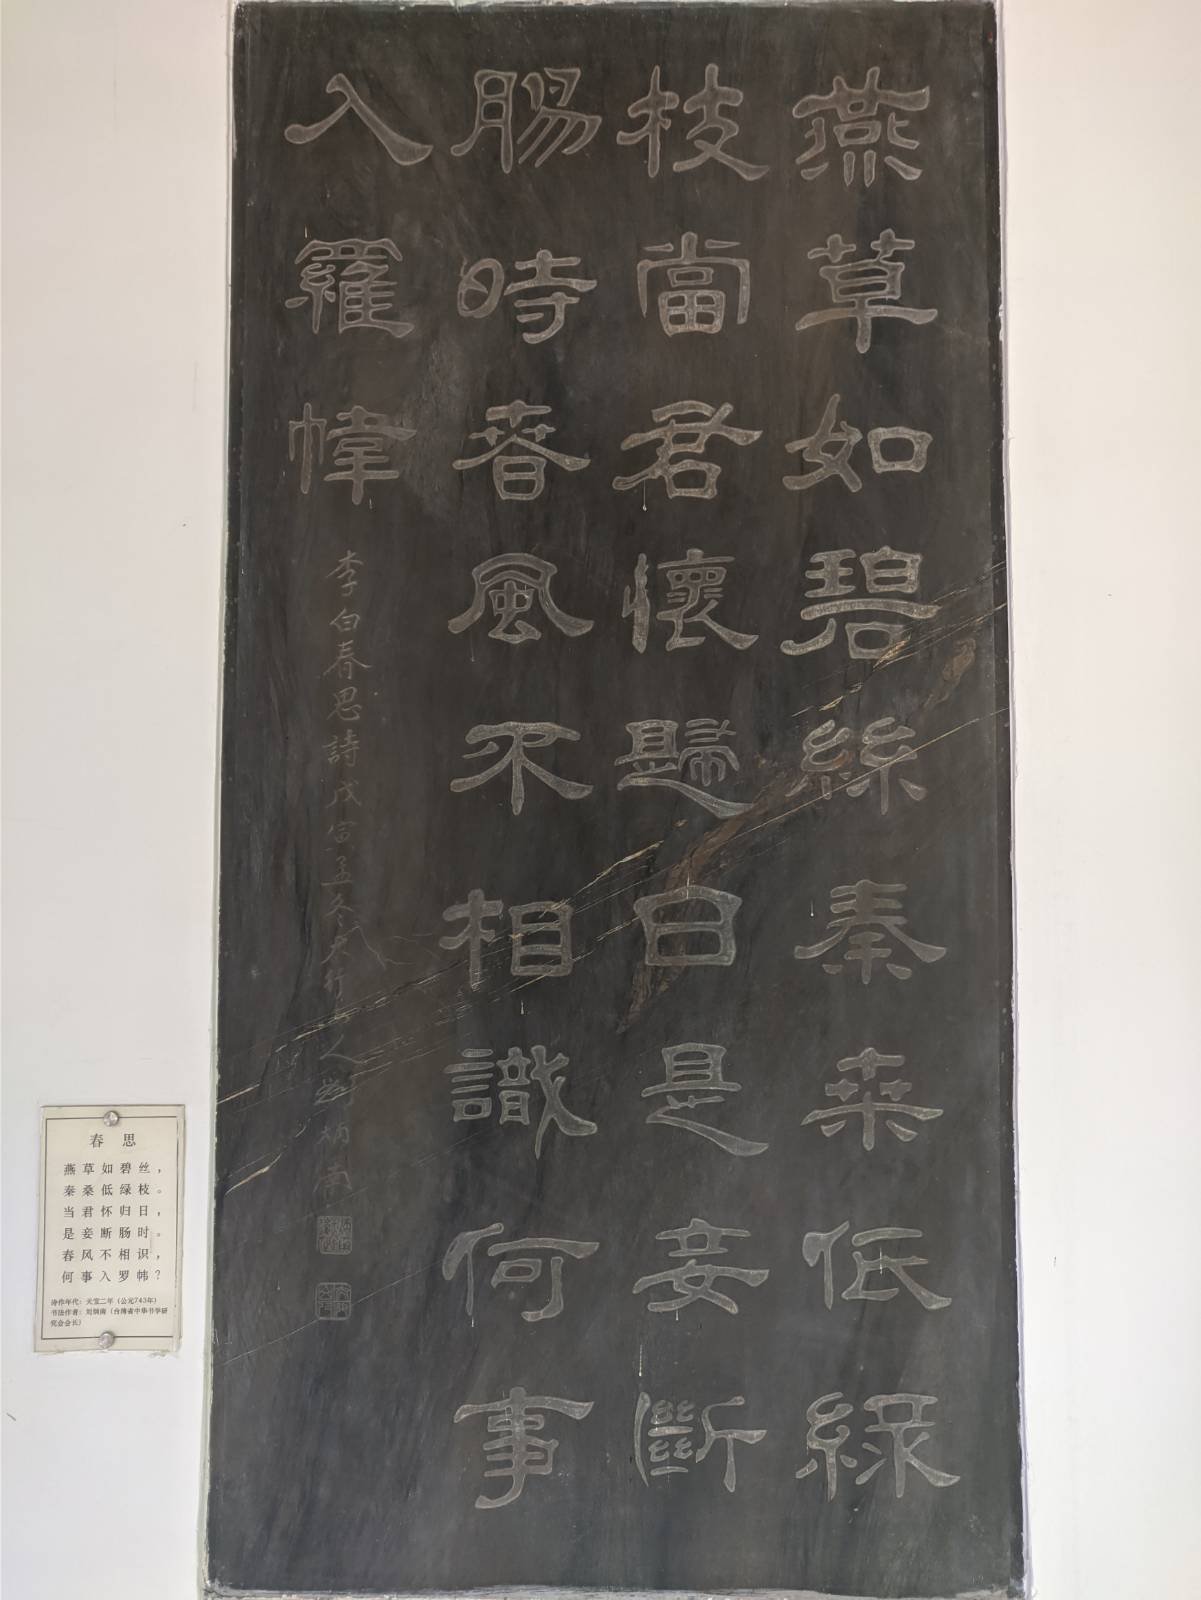 燕草如碧絲秦桑低綠
枝當君懷歸日是妾斷
腸時春風不相識何事
入羅幃
李白春思詩戊寅孟冬太行山人劉炳南
春 思
燕草如碧丝，
秦桑低绿枝。
当君怀归日，
是妾断肠时。
春风不相识，
何事入罗帏？
诗作年代：天宝二年（公元743年）
书法作者：刘炳南（台湾省中华书学研
究会会长）